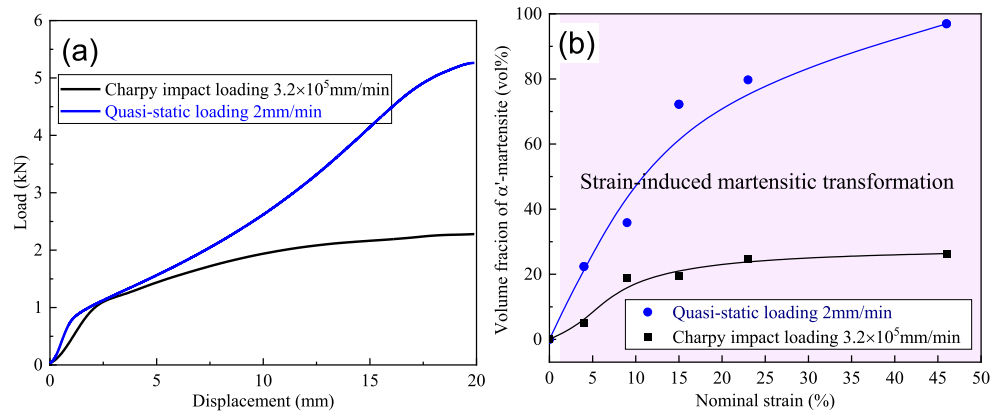 (a)
6
5
4
3
2
1
0
Load (kN)
Charpy impact loading 3.2×10⁵mm/min
Quasi-static loading 2mm/min
0
5
10
15
20
Displacement (mm)
(b)
100
80
60
40
20
0
Volume fracion of α'-martensite (vol%)
Strain-induced martensitic transformation
Quasi-static loading 2mm/min
Charpy impact loading 3.2×10⁵mm/min
0
5
10
15
20
25
30
35
40
45
50
Nominal strain (%)